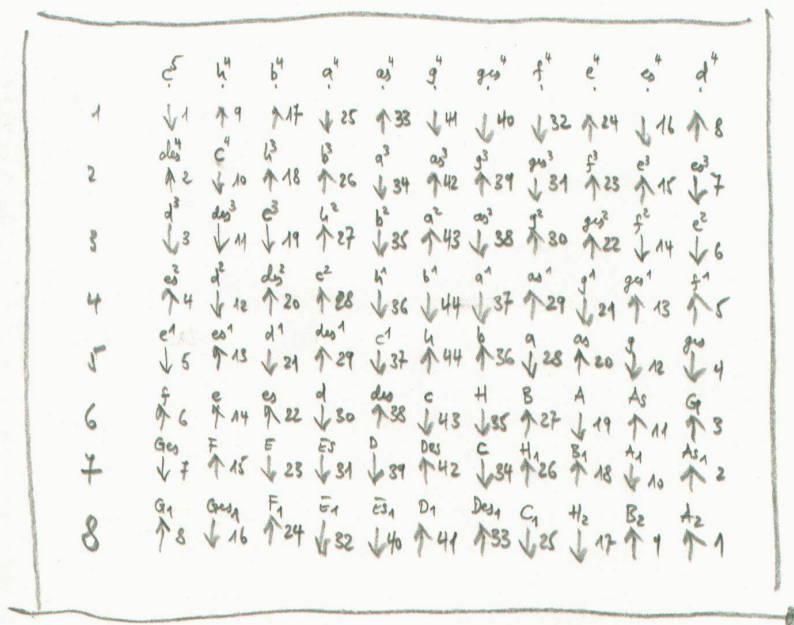 c⁵ h⁴ b⁴ a⁴ as⁴ g⁴ ges⁴ f⁴ e⁴ es⁴ d⁴
1 ↓1 ↑9 ↑17 ↓25 ↑33 ↓41 ↓40 ↓32 ↑24 ↓16 ↑8
des⁴ c⁴ h³ b³ a³ as³ g³ ges³ f³ e³ es³
2 ↑2 ↓10 ↑18 ↑26 ↓34 ↑42 ↑39 ↓31 ↑23 ↑15 ↓7
d³ des³ c³ h² b² a² as² g² ges² f² e²
3 ↓3 ↓11 ↓19 ↑27 ↓35 ↑43 ↓38 ↑30 ↑22 ↓14 ↓6
es² d² des² c² h¹ b¹ a¹ as¹ g¹ ges¹ f¹
4 ↑4 ↓12 ↑20 ↑28 ↓36 ↓44 ↓37 ↑29 ↓21 ↑13 ↑5
e¹ es¹ d¹ des¹ c¹ h b a as g ges
5 ↓5 ↑13 ↓21 ↑29 ↓37 ↑44 ↑36 ↓28 ↑20 ↓12 ↓4
f e es d des c H B A As G
6 ↑6 ↑14 ↑22 ↓30 ↑38 ↓43 ↓35 ↑27 ↓19 ↑11 ↑3
Ges F E Es D Des C H₁ B₁ A₁ As₁
7 ↓7 ↑15 ↓23 ↓31 ↓39 ↑42 ↓34 ↑26 ↑18 ↓10 ↑2
G₁ Ges₁ F₁ E₁ Es₁ D₁ Des₁ C₁ H₂ B₂ A₂
8 ↑8 ↓16 ↑24 ↓32 ↓40 ↑41 ↑33 ↓25 ↓17 ↑9 ↑1